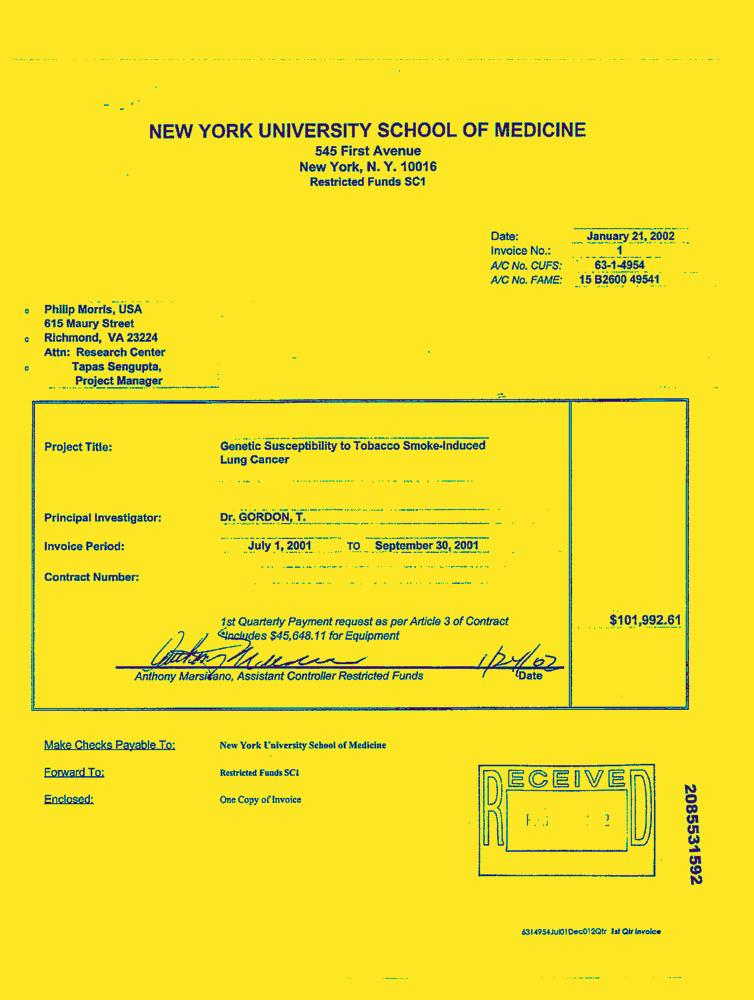 NEW YORK UNIVERSITY SCHOOL OF MEDICINE
545 First Avenue
New York, N. Y. 10016
Restricted Funds SC1
Date: January 21, 2002
Invoice No.: 1
A/C No. CUFS: 63-1-4954
A/C No. FAME: 15 B2600 49541
Philip Morris, USA
615 Maury Street
Richmond, VA 23224
Attn: Research Center
Tapas Sengupta,
Project Manager
Project Title: Genetic Susceptibility to Tobacco Smoke-Induced
Lung Cancer
Principal Investigator: Dr. GORDON, T.
Invoice Period: July 1, 2001 TO September 30, 2001
Contract Number:
1st Quarterly Payment request as per Article 3 of Contract $101,992.61
*Includes $45,648.11 for Equipment
1/24/02
Anthony Marsicano, Assistant Controller Restricted Funds Date
Make Checks Payable To: New York University School of Medicine
Forward To: Restricted Funds SC1
Enclosed: One Copy of Invoice
RECEIVED
2085531592
6314954Jul01Dec012Qtr 1st Qtr Invoice